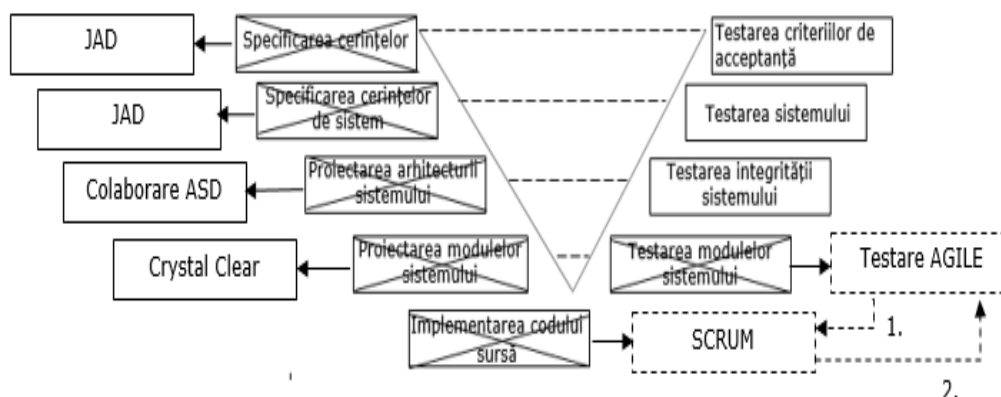 JAD
Specificarea cerințelor
Testarea criteriilor de
acceptanță
JAD
Specificarea cerințelor
de sistem
Testarea sistemului
Colaborare ASD
Proiectarea arhitecturii
sistemului
Testarea integrității
sistemului
Crystal Clear
Proiectarea modulelor
sistemului
Testarea modulelor
sistemului
Testare AGILE
Implementarea codului
sursă
SCRUM
1.
2.